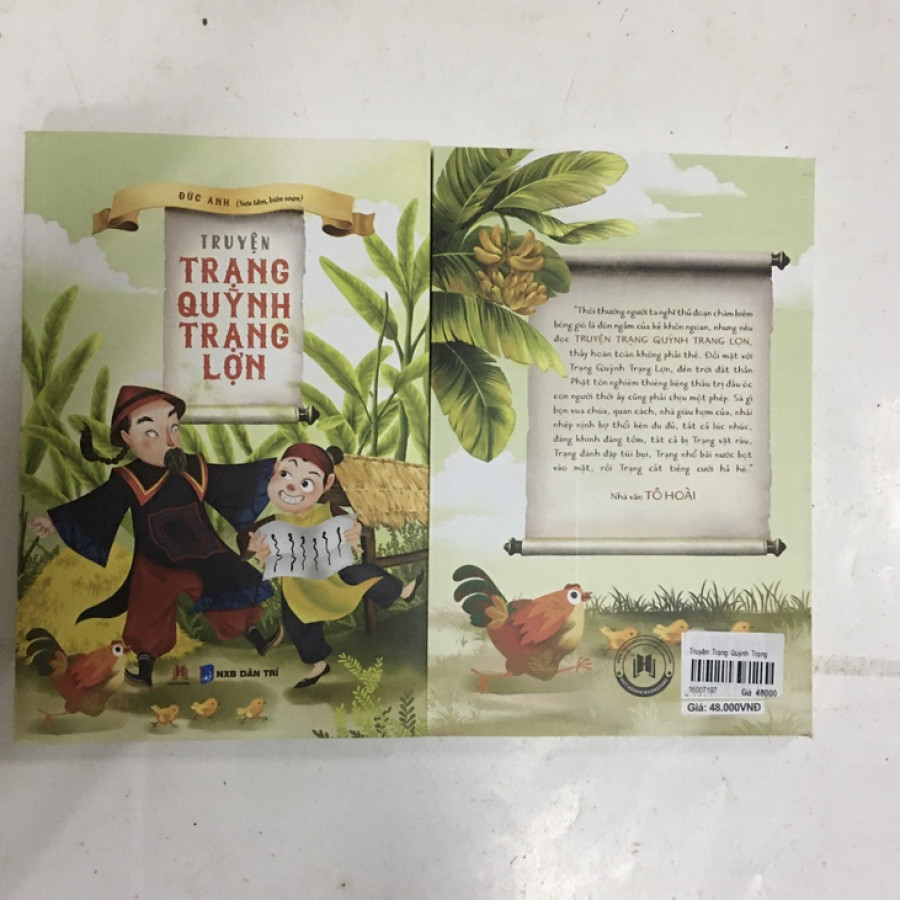 ĐỨC ANH (Sưu tầm, biên soạn)
TRUYỆN
TRẠNG
QUỲNH
TRẠNG
LỢN
NXB DÂN TRÍ
"Thói thường người ta nghĩ thủ đoạn châm biếm
bóng gió là đòn ngầm của kẻ khôn ngoan, nhưng nếu
đọc TRUYỆN TRẠNG QUỲNH TRẠNG LỢN,
thấy hoàn toàn không phải thế. Đối mặt với
Trạng Quỳnh Trạng Lợn, đến trời đất thần
Phật tôn nghiêm thiêng liêng thấu trị đầu óc
con người thời ấy cũng phải chịu một phép. Sá gì
bọn vua chúa, quan cách, nhà giàu hợm của, nhãi
nhép nịnh bợ thổi kèn đu đủ, tất cả lúc nhúc,
đáng khinh đáng tởm, tất cả bị Trạng vặt râu,
Trạng đánh đập túi bụi, Trạng nhổ bãi nước bọt
vào mặt, rồi Trạng cất tiếng cười hả hê."
Nhà văn TÔ HOÀI
Truyện Trạng Quỳnh Trạng
16007197 Giá 48000
Giá: 48.000VNĐ